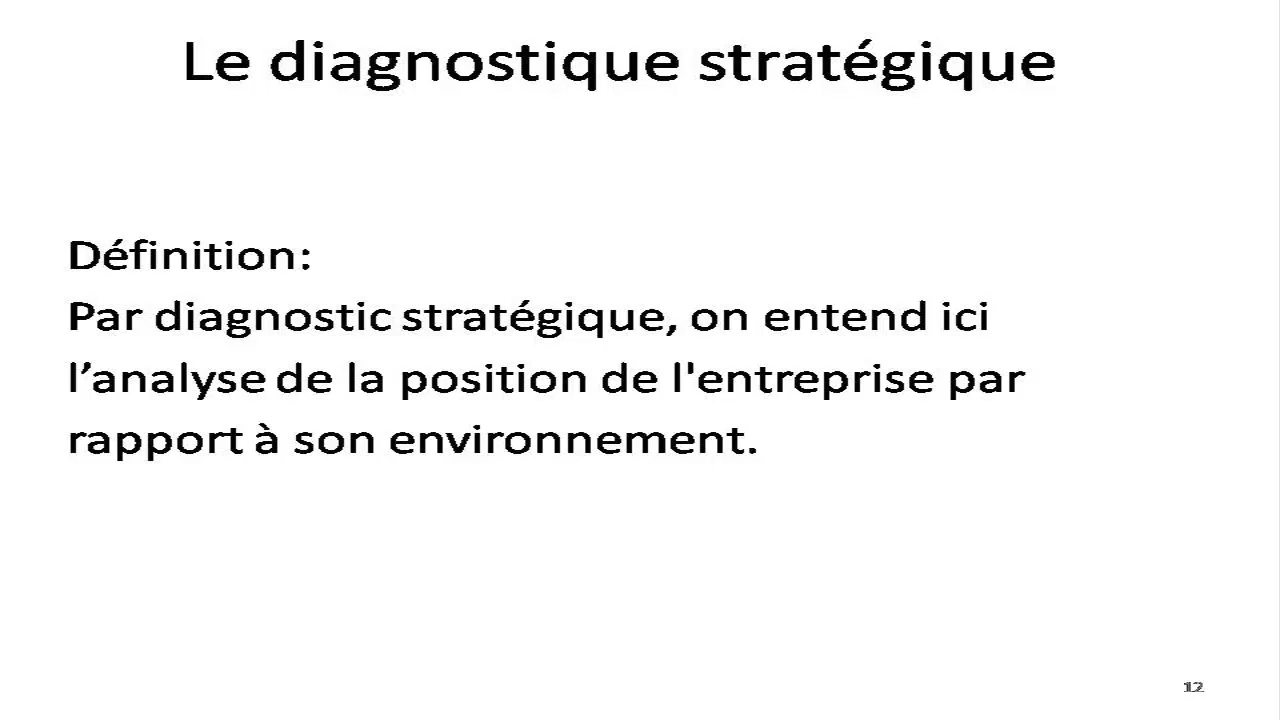 Le diagnostique stratégique
Définition:
Par diagnostic stratégique, on entend ici
l’analyse de la position de l'entreprise par
rapport à son environnement.
12